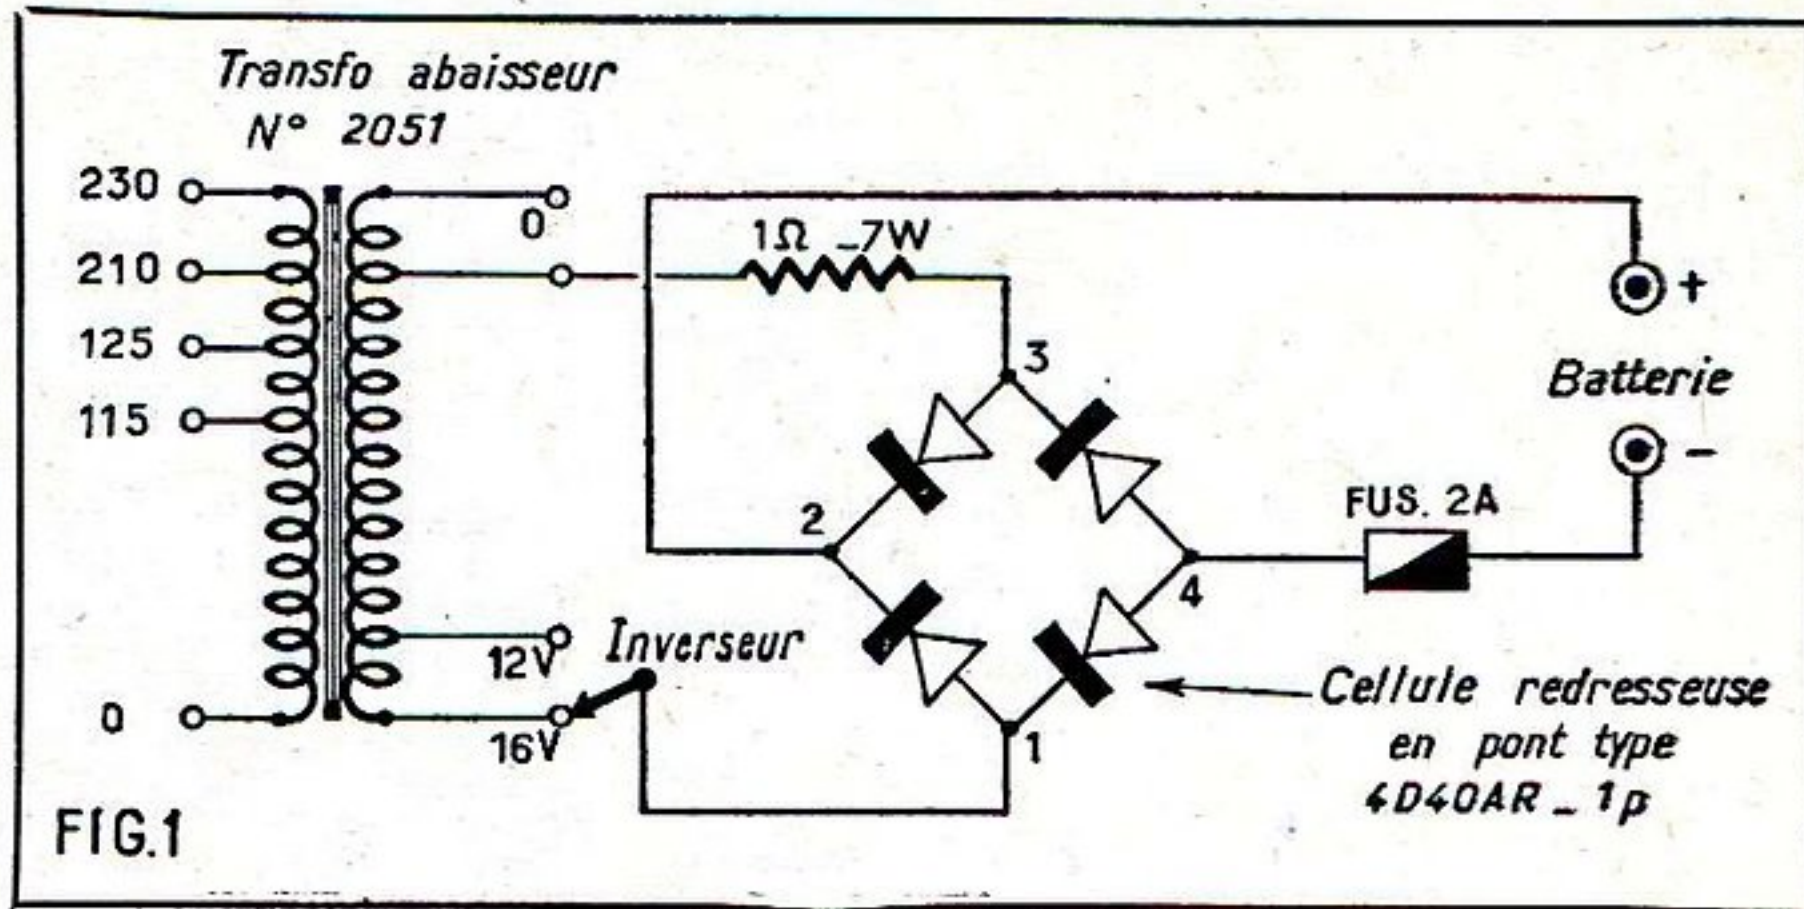 Transfo abaisseur
N° 2051
230
210
125
115
0
0
12V
16V
Inverseur
1Ω _7W
3
2
4
1
FUS. 2A
+
Batterie
-
Cellule redresseuse
en pont type
4D40AR _ 1p
FIG.1